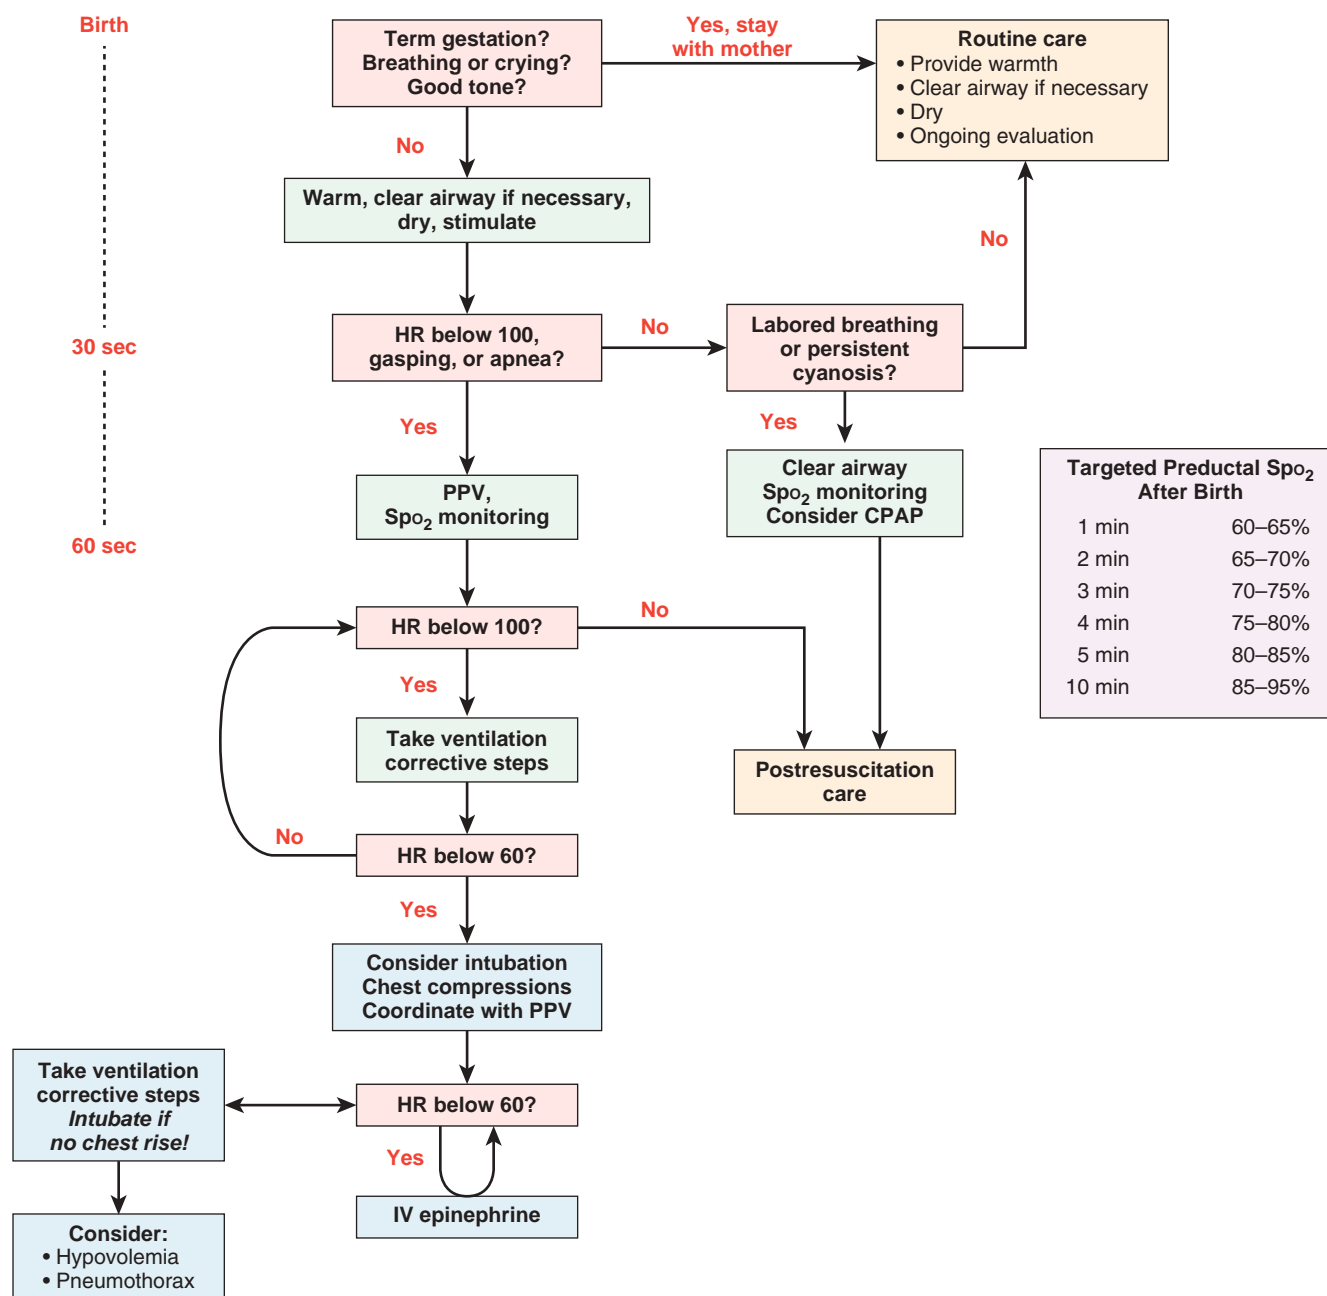 Birth
Term gestation?
Breathing or crying?
Good tone?
Yes, stay
with mother
Routine care
• Provide warmth
• Clear airway if necessary
• Dry
• Ongoing evaluation
No
Warm, clear airway if necessary,
dry, stimulate
No
30 sec
HR below 100,
gasping, or apnea?
No
Labored breathing
or persistent
cyanosis?
Yes
Yes
PPV,
Spo₂ monitoring
Clear airway
Spo₂ monitoring
Consider CPAP
60 sec
Targeted Preductal Spo₂
After Birth
1 min 60–65%
2 min 65–70%
3 min 70–75%
4 min 75–80%
5 min 80–85%
10 min 85–95%
HR below 100?
No
Yes
Take ventilation
corrective steps
Postresuscitation
care
No
HR below 60?
Yes
Consider intubation
Chest compressions
Coordinate with PPV
Take ventilation
corrective steps
Intubate if
no chest rise!
HR below 60?
Yes
IV epinephrine
Consider:
• Hypovolemia
• Pneumothorax